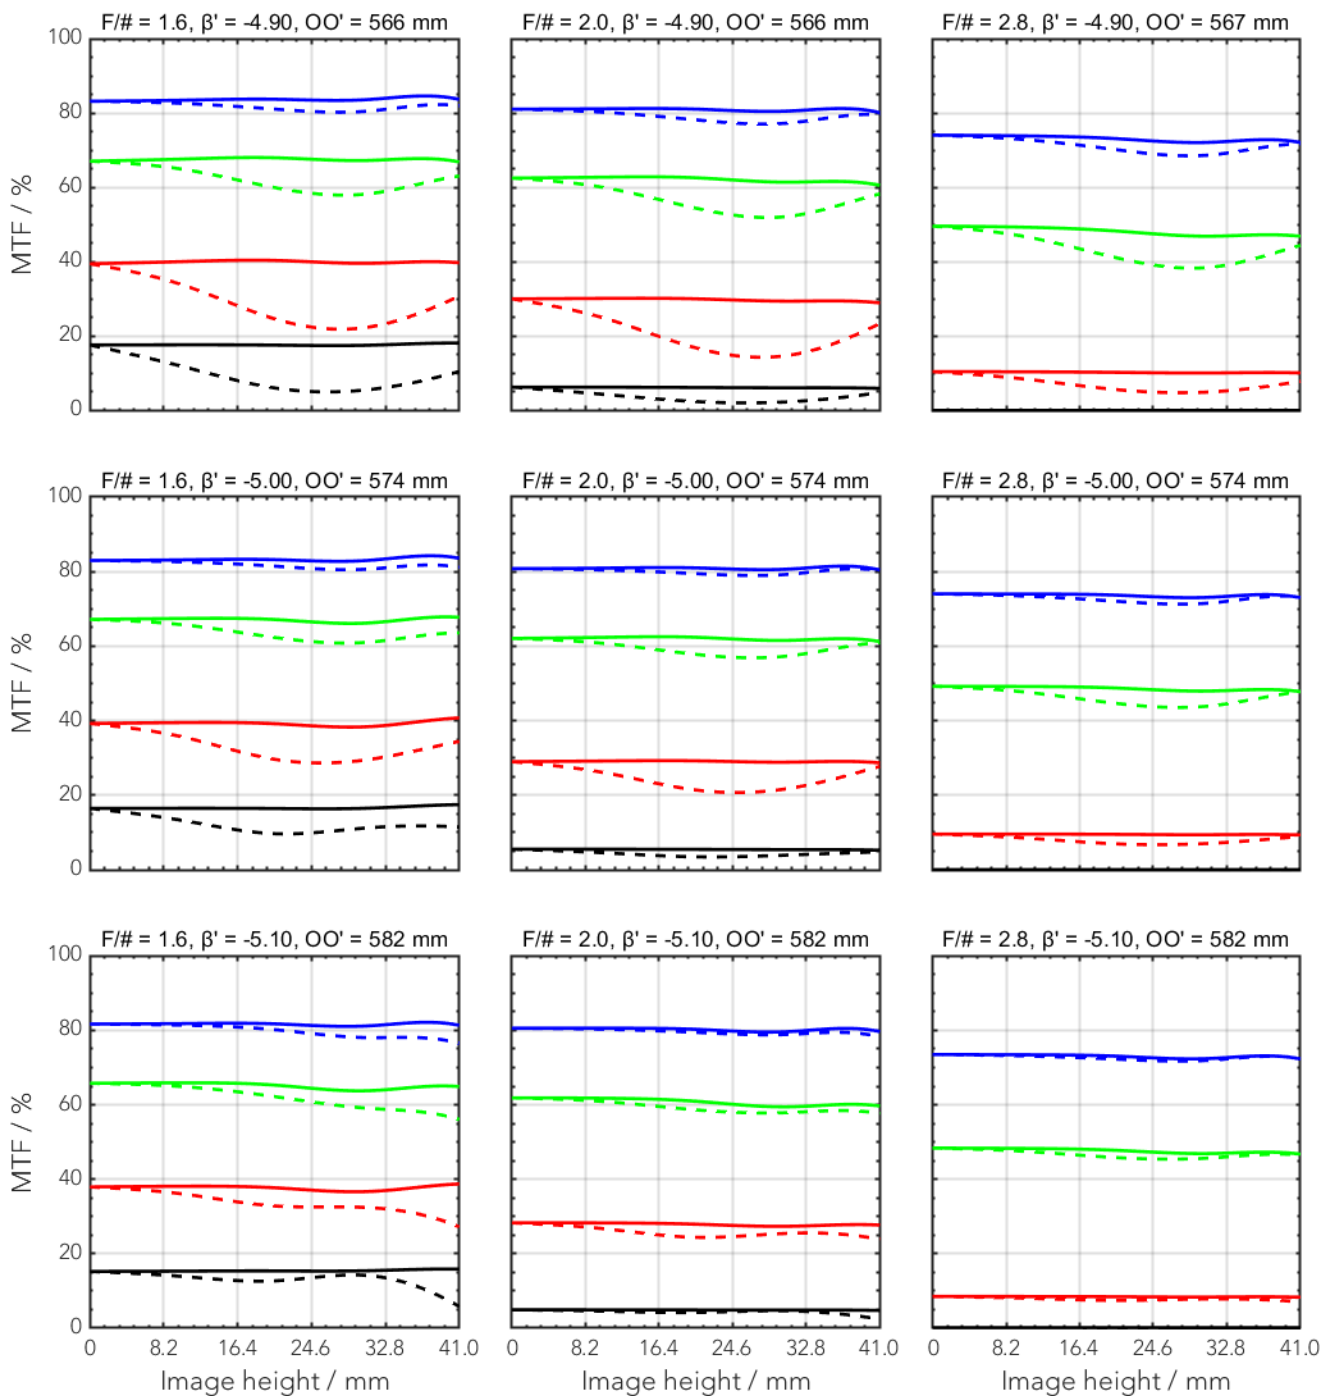 F/# = 1.6, β' = -4.90, OO' = 566 mm
F/# = 2.0, β' = -4.90, OO' = 566 mm
F/# = 2.8, β' = -4.90, OO' = 567 mm
100
80
60
40
20
0
MTF / %
F/# = 1.6, β' = -5.00, OO' = 574 mm
F/# = 2.0, β' = -5.00, OO' = 574 mm
F/# = 2.8, β' = -5.00, OO' = 574 mm
100
80
60
40
20
0
MTF / %
F/# = 1.6, β' = -5.10, OO' = 582 mm
F/# = 2.0, β' = -5.10, OO' = 582 mm
F/# = 2.8, β' = -5.10, OO' = 582 mm
100
80
60
40
20
0
MTF / %
0 8.2 16.4 24.6 32.8 41.0
0 8.2 16.4 24.6 32.8 41.0
0 8.2 16.4 24.6 32.8 41.0
Image height / mm
Image height / mm
Image height / mm